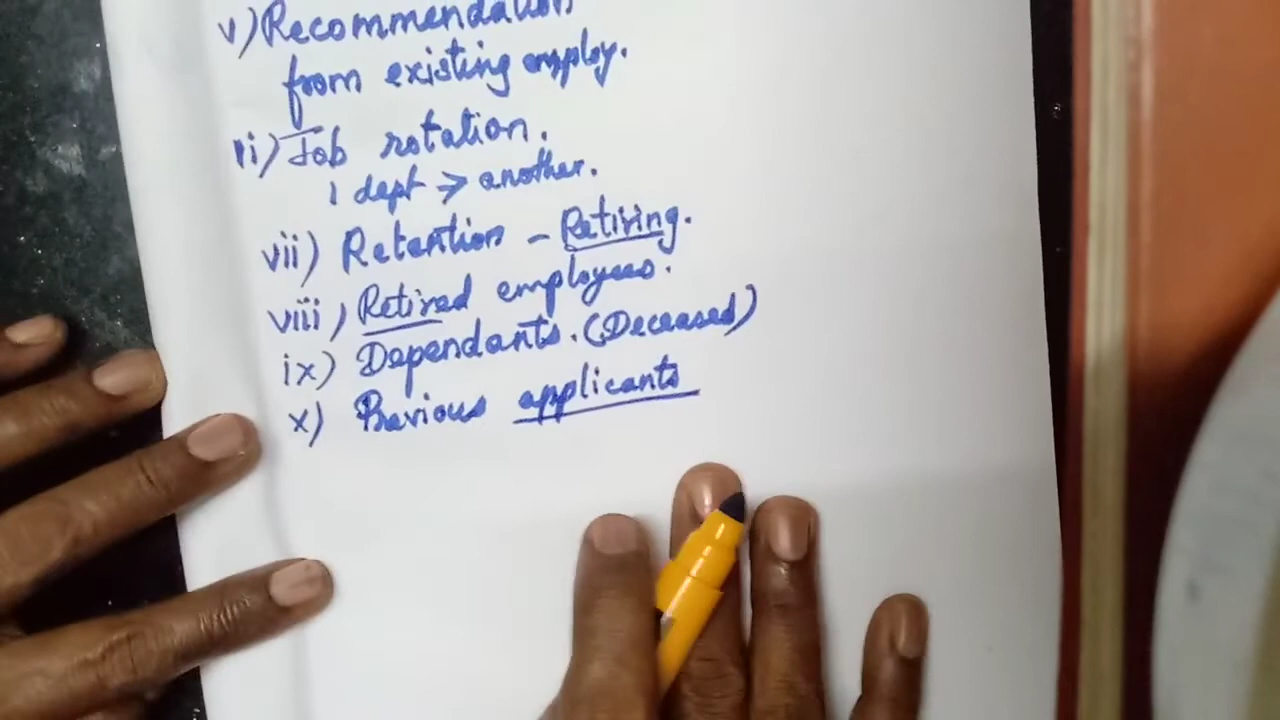 v) Recommendation
from existing employ.
vi) Job rotation.
1 dept > another.
vii) Retention - Retiring.
viii) Retired employees.
ix) Dependants. (Deceased)
x) Previous applicants